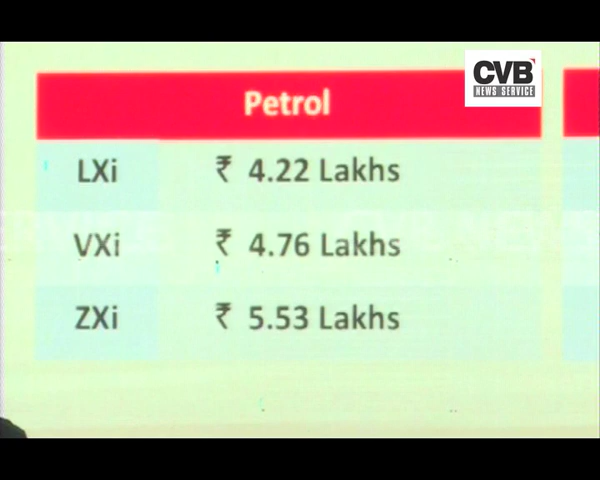 CVB
NEWS SERVICE
Petrol
LXi ₹ 4.22 Lakhs
VXi ₹ 4.76 Lakhs
ZXi ₹ 5.53 Lakhs